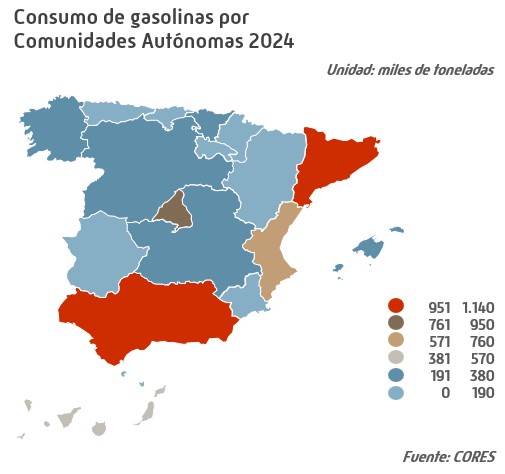 Consumo de gasolinas por
Comunidades Autónomas 2024
Unidad: miles de toneladas
951 1.140
761 950
571 760
381 570
191 380
0 190
Fuente: CORES